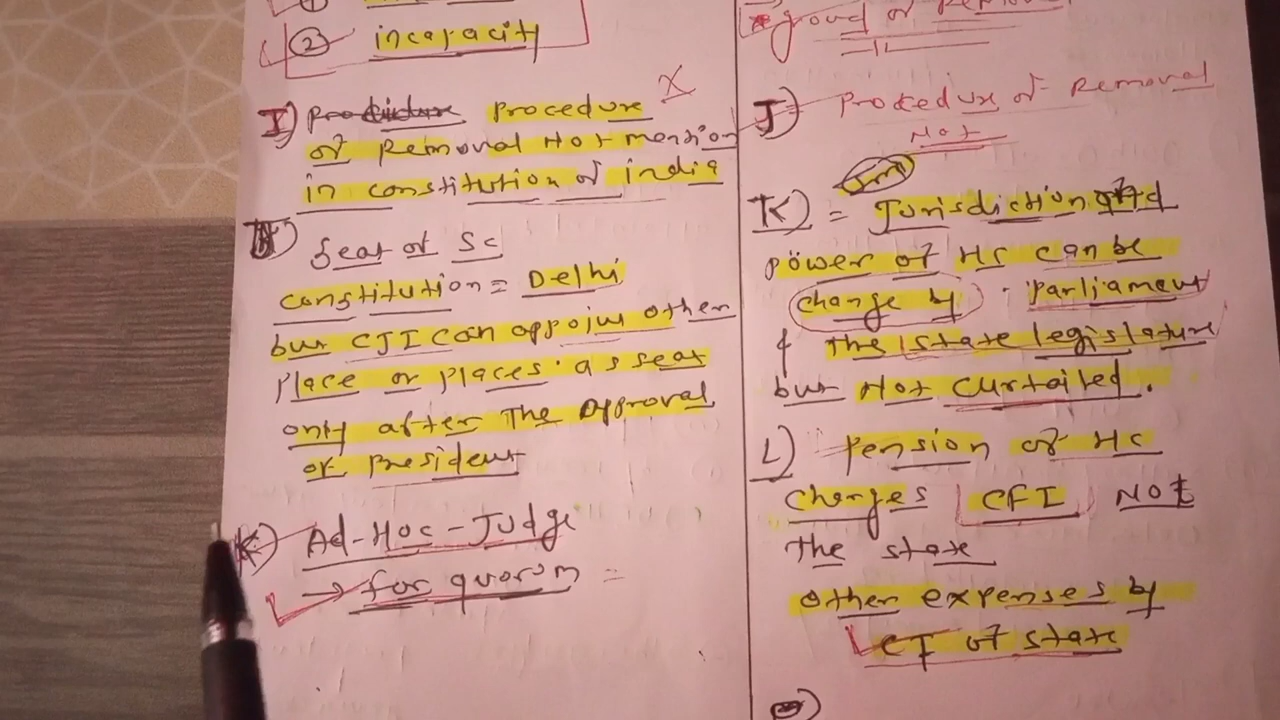 ② incapacity
I) Procedure X
of Removal Not mention
in constitution of india
Seat of SC
constitution = Delhi
but CJI can appoint other
place or places. as seat
only after The Approval
of President
K) Ad-Hoc-Judge
→ for quorum =
ground of Removal
J) Procedure of Removal
Not
K) = Jurisdiction and
power of HC can be
change by Parliament
& The state legislature
but Not curtailed.
L) Pension of HC
Charges CFI NOt
The state
Other expenses by
CF of state